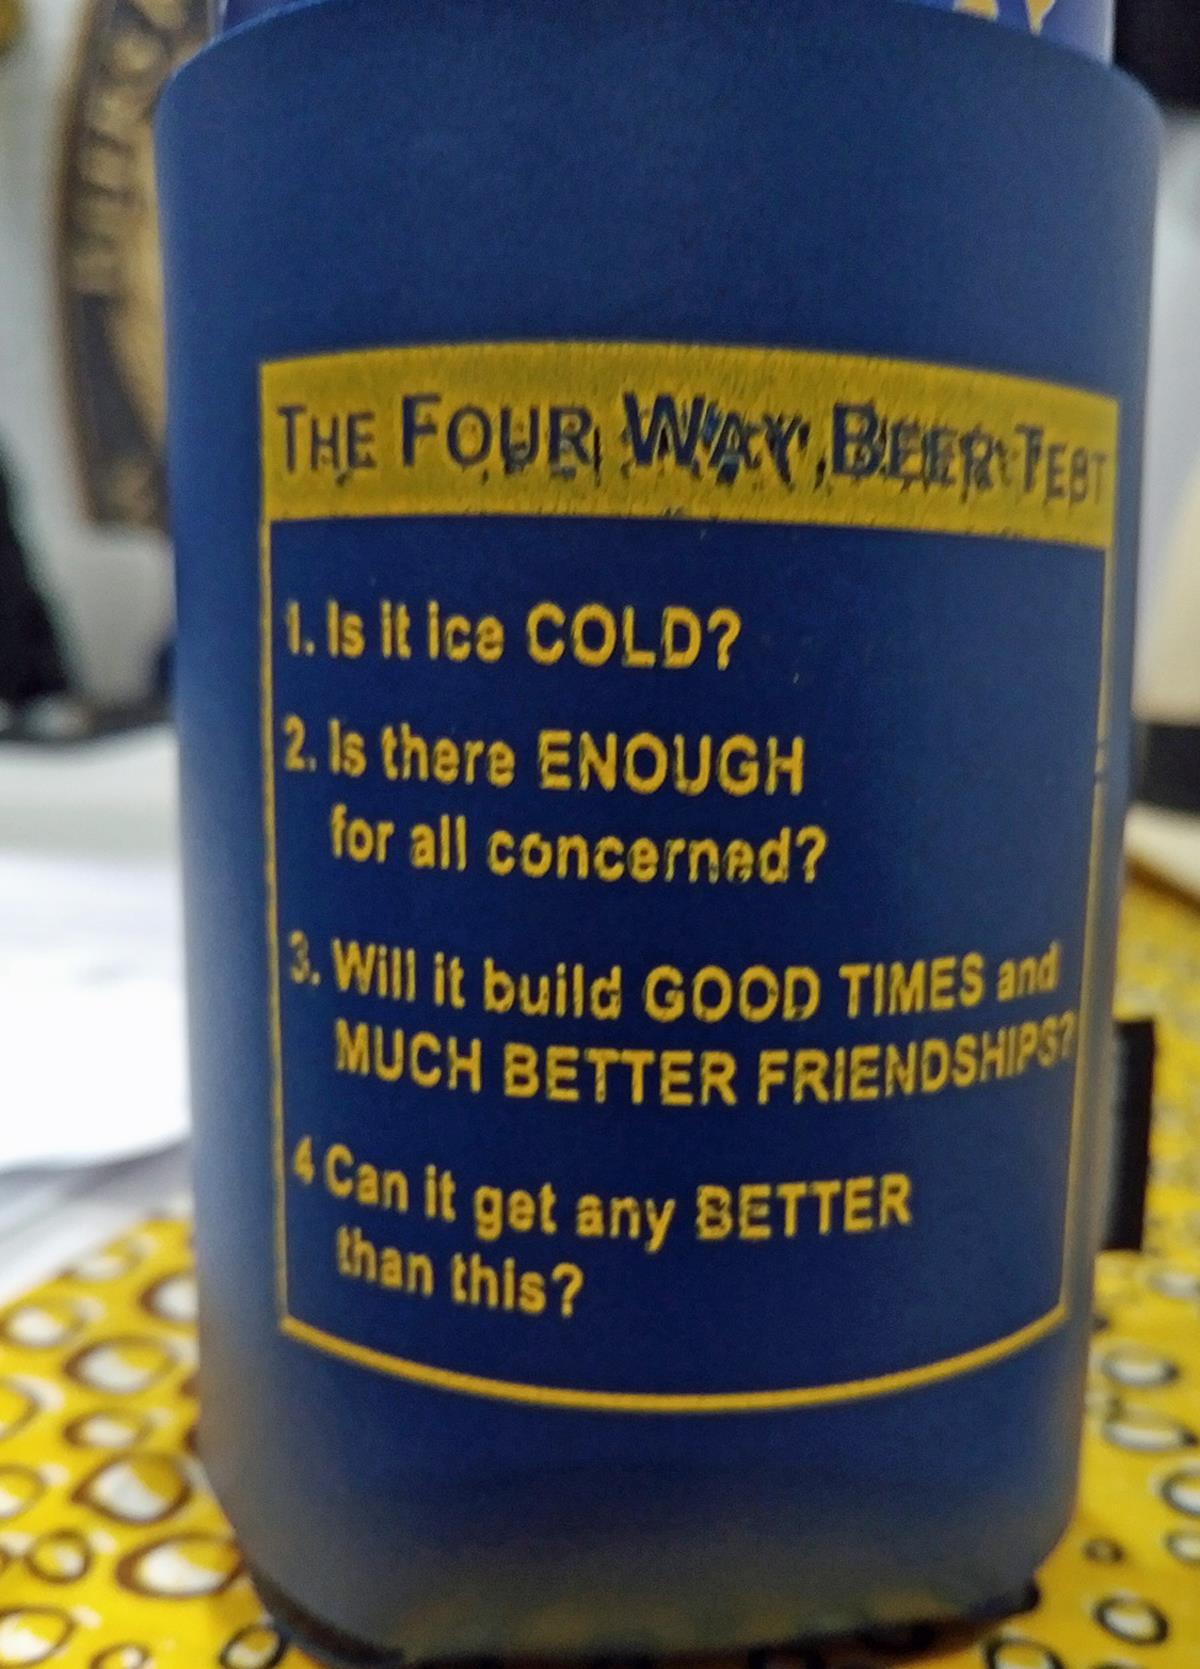 THE FOUR WAY BEER TEST
1. Is it ice COLD?
2. Is there ENOUGH
for all concerned?
3. Will it build GOOD TIMES and
MUCH BETTER FRIENDSHIPS?
4 Can it get any BETTER
than this?